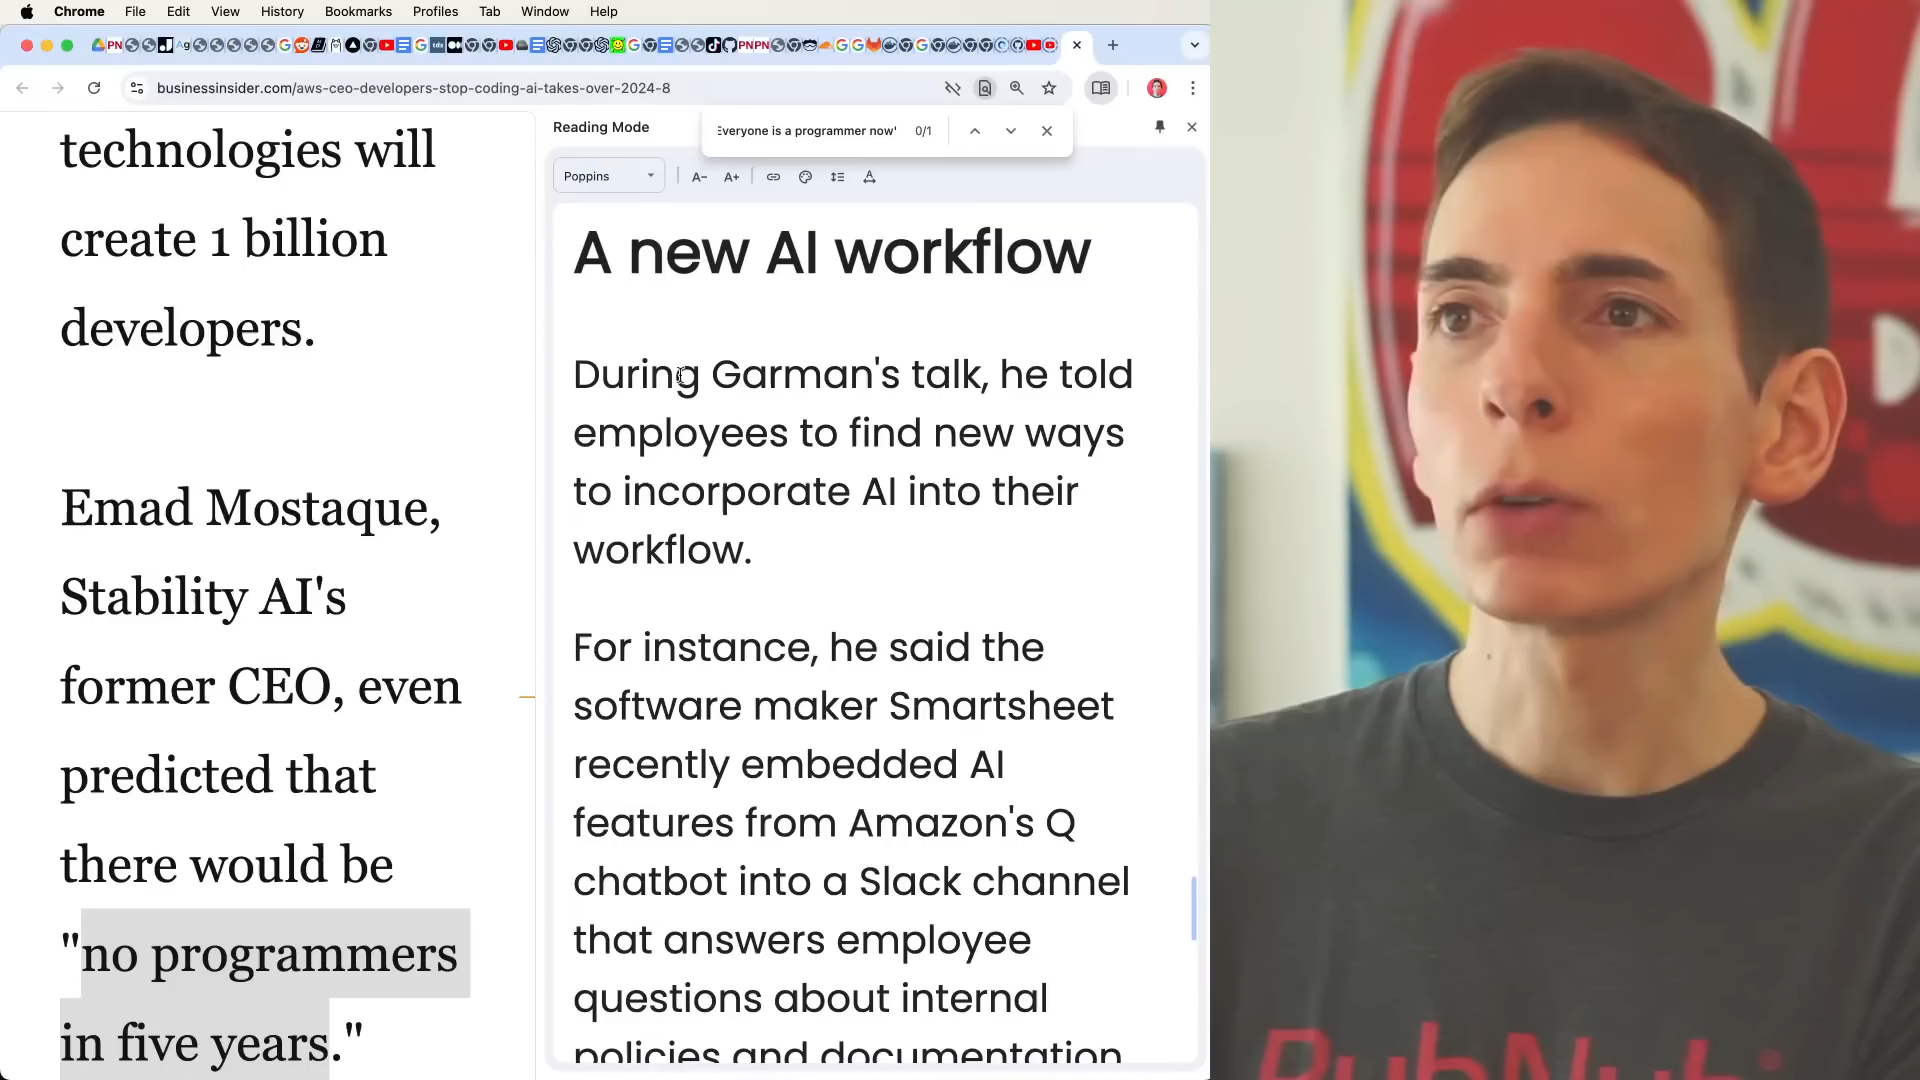 Chrome File Edit View History Bookmarks Profiles Tab Window Help
businessinsider.com/aws-ceo-developers-stop-coding-ai-takes-over-2024-8
Everyone is a programmer now' 0/1
Reading Mode
Poppins
technologies will
create 1 billion
developers.
Emad Mostaque,
Stability AI's
former CEO, even
predicted that
there would be
"no programmers
in five years."
A new AI workflow
During Garman's talk, he told
employees to find new ways
to incorporate AI into their
workflow.
For instance, he said the
software maker Smartsheet
recently embedded AI
features from Amazon's Q
chatbot into a Slack channel
that answers employee
questions about internal
policies and documentation
PubNub